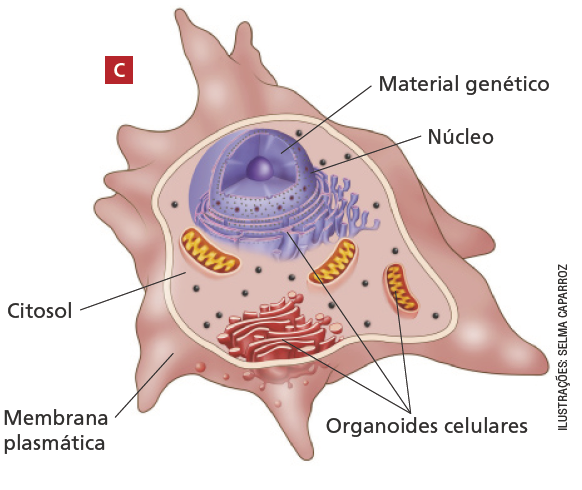 C
Material genético
Núcleo
Citosol
Membrana
plasmática
Organoides celulares
ILUSTRAÇÕES: SELMA CAPARROZ